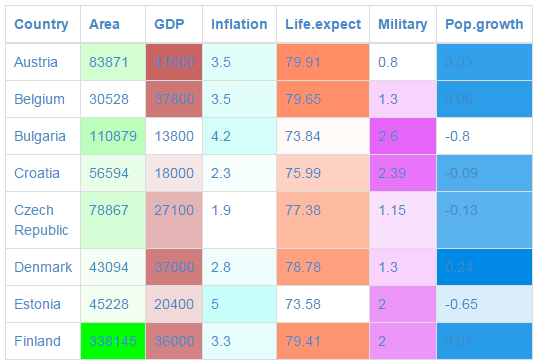 Country Area GDP Inflation Life.expect Military Pop.growth
Austria 83871 41600 3.5 79.91 0.8 0.03
Belgium 30528 37800 3.5 79.65 1.3 0.06
Bulgaria 110879 13800 4.2 73.84 2.6 -0.8
Croatia 56594 18000 2.3 75.99 2.39 -0.09
Czech Republic 78867 27100 1.9 77.38 1.15 -0.13
Denmark 43094 37000 2.8 78.78 1.3 0.24
Estonia 45228 20400 5 73.58 2 -0.65
Finland 338145 36000 3.3 79.41 2 0.07